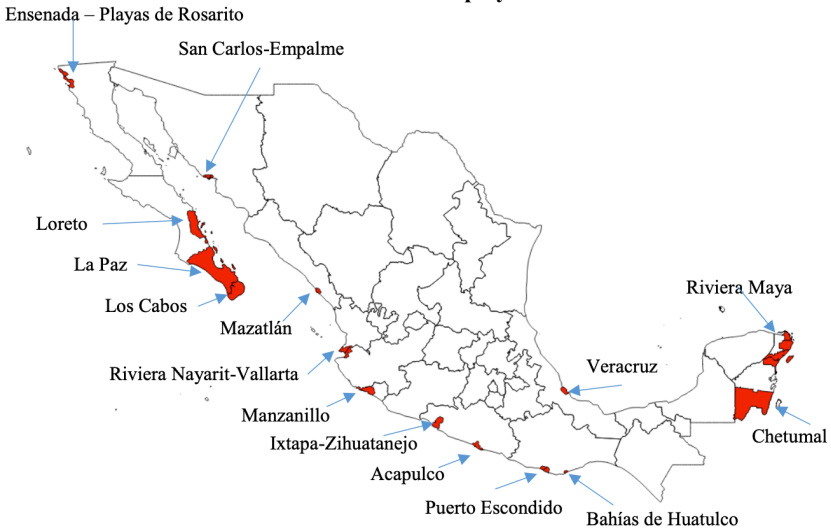 Ensenada – Playas de Rosarito
San Carlos-Empalme
Loreto
La Paz
Los Cabos
Mazatlán
Riviera Nayarit-Vallarta
Manzanillo
Ixtapa-Zihuatanejo
Acapulco
Puerto Escondido
Bahías de Huatulco
Veracruz
Riviera Maya
Chetumal